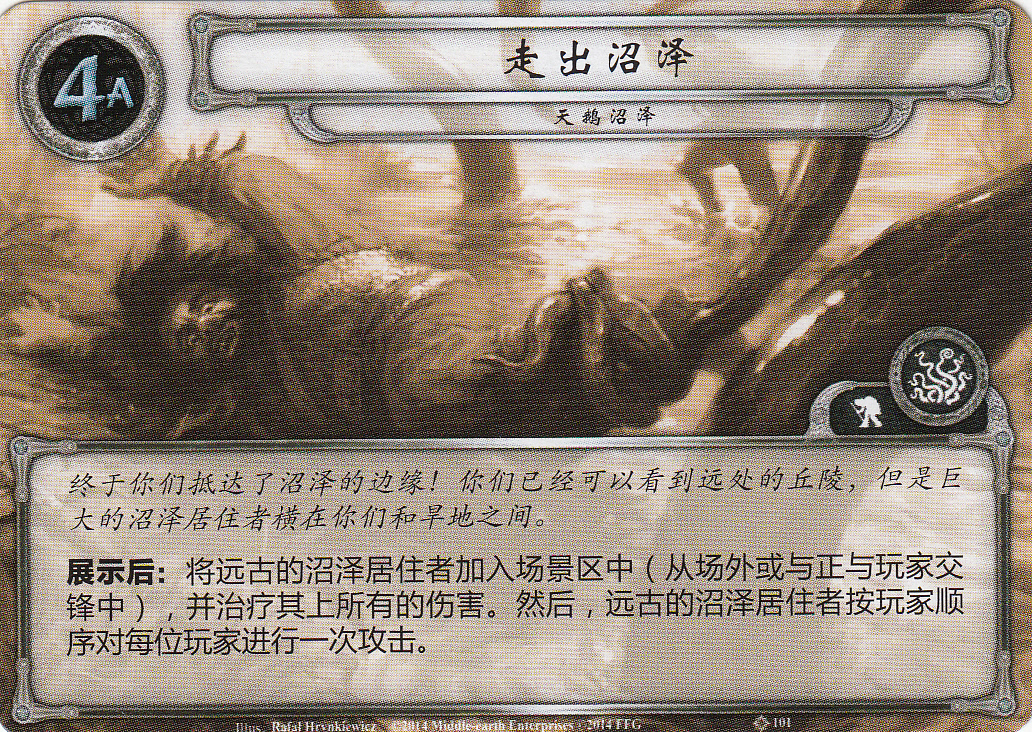 4A
走出沼泽
天鹅沼泽
终于你们抵达了沼泽的边缘！你们已经可以看到远处的丘陵，但是巨
大的沼泽居住者横在你们和旱地之间。
展示后：将远古的沼泽居住者加入场景区中（从场外或与正与玩家交
锋中），并治疗其上所有的伤害。然后，远古的沼泽居住者按玩家顺
序对每位玩家进行一次攻击。
Illus. Rafał Hrynkiewicz ©2014 Middle-earth Enterprises 2014 FFG 101